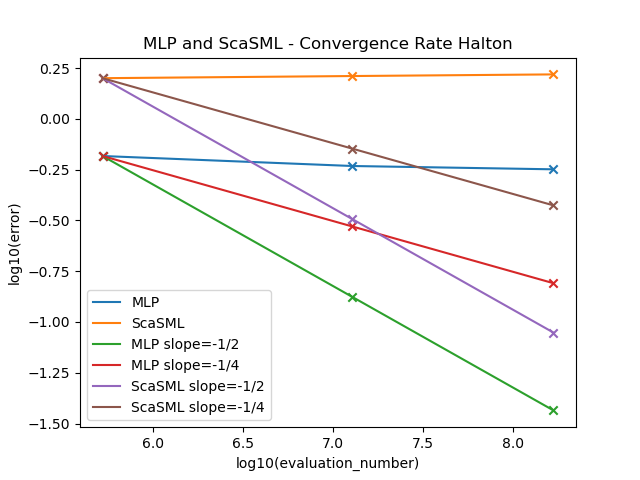 MLP and ScaSML - Convergence Rate Halton
0.25
0.00
−0.25
−0.50
−0.75
−1.00
−1.25
−1.50
log10(error)
MLP
ScaSML
MLP slope=-1/2
MLP slope=-1/4
ScaSML slope=-1/2
ScaSML slope=-1/4
6.0 6.5 7.0 7.5 8.0
log10(evaluation_number)